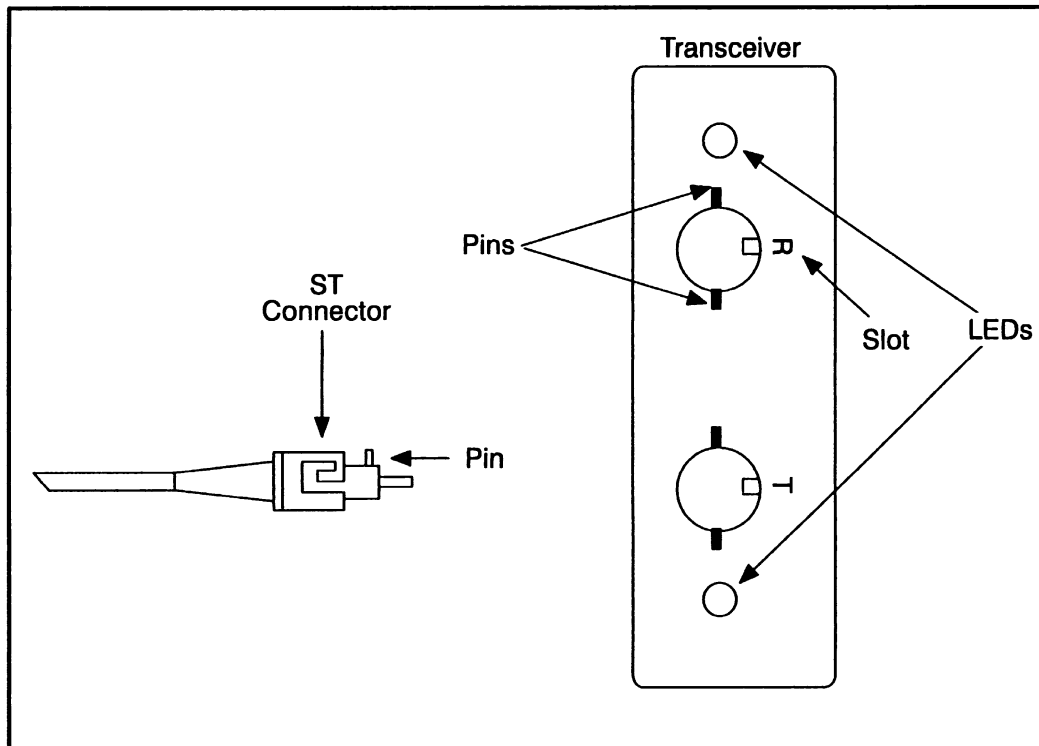 Transceiver
Pins
R
ST
Connector
Slot
LEDs
Pin
T